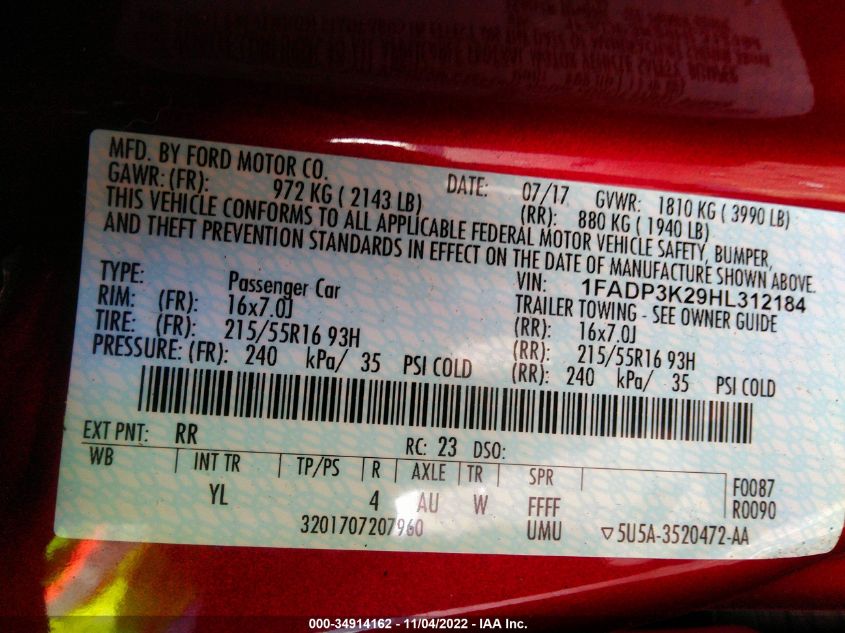 MFD. BY FORD MOTOR CO. DATE: 07/17 GVWR: 1810 KG ( 3990 LB)
GAWR: (FR): 972 KG ( 2143 LB) (RR): 880 KG ( 1940 LB)
THIS VEHICLE CONFORMS TO ALL APPLICABLE FEDERAL MOTOR VEHICLE SAFETY, BUMPER,
AND THEFT PREVENTION STANDARDS IN EFFECT ON THE DATE OF MANUFACTURE SHOWN ABOVE.
VIN: 1FADP3K29HL312184
TYPE: Passenger Car TRAILER TOWING - SEE OWNER GUIDE
RIM: (FR): 16x7.0J (RR): 16x7.0J
TIRE: (FR): 215/55R16 93H (RR): 215/55R16 93H
PRESSURE: (FR): 240 kPa/ 35 PSI COLD (RR): 240 kPa/ 35 PSI COLD
EXT PNT: RR RC: 23 DSO:
WB INT TR TP/PS R AXLE TR SPR F0087
YL 4 AU W FFFF R0090
3201707207960 UMU ▽5U5A-3520472-AA
000-34914162 - 11/04/2022 - IAA Inc.